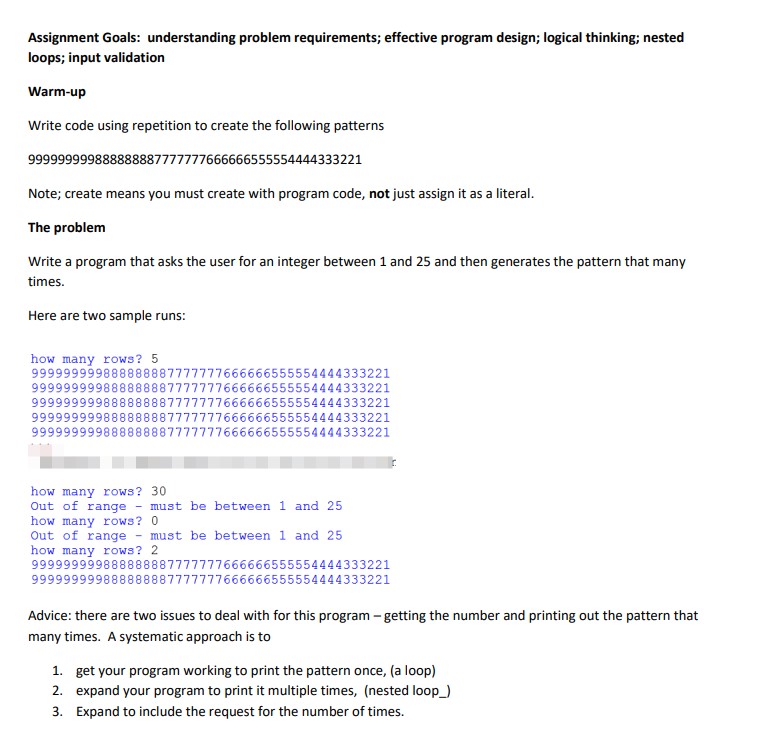 Assignment Goals: understanding problem requirements; effective program design; logical thinking; nested
loops; input validation
Warm-up
Write code using repetition to create the following patterns
999999999888888887777777666666555554444333221
Note; create means you must create with program code, not just assign it as a literal.
The problem
Write a program that asks the user for an integer between 1 and 25 and then generates the pattern that many
times.
Here are two sample runs:
how many rows? 5
999999999888888887777777666666555554444333221
999999999888888887777777666666555554444333221
999999999888888887777777666666555554444333221
999999999888888887777777666666555554444333221
999999999888888887777777666666555554444333221
how many rows? 30
Out of range - must be between 1 and 25
how many rows? 0
Out of range - must be between 1 and 25
how many rows? 2
999999999888888887777777666666555554444333221
999999999888888887777777666666555554444333221
Advice: there are two issues to deal with for this program – getting the number and printing out the pattern that
many times. A systematic approach is to
1. get your program working to print the pattern once, (a loop)
2. expand your program to print it multiple times, (nested loop_)
3. Expand to include the request for the number of times.